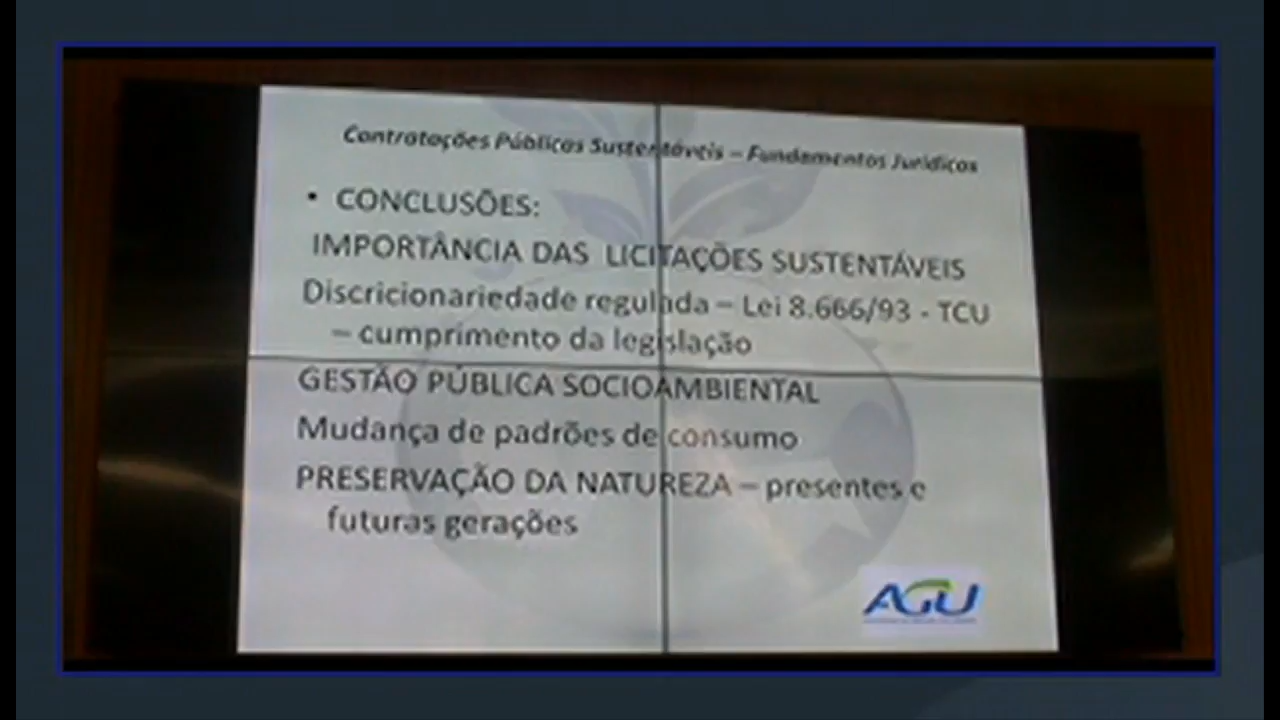 Contratações Públicas Sustentáveis – Fundamentos Jurídicos
• CONCLUSÕES:
IMPORTÂNCIA DAS LICITAÇÕES SUSTENTÁVEIS
Discricionariedade regulada – Lei 8.666/93 - TCU
– cumprimento da legislação
GESTÃO PÚBLICA SOCIOAMBIENTAL
Mudança de padrões de consumo
PRESERVAÇÃO DA NATUREZA – presentes e
futuras gerações
AGU